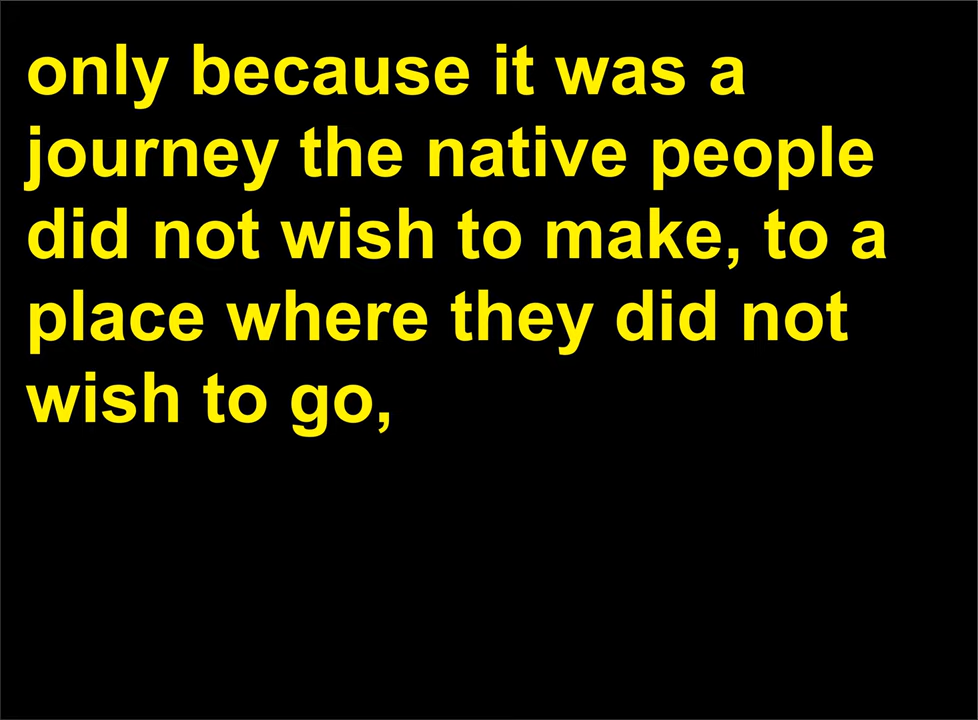 only because it was a
journey the native people
did not wish to make, to a
place where they did not
wish to go,